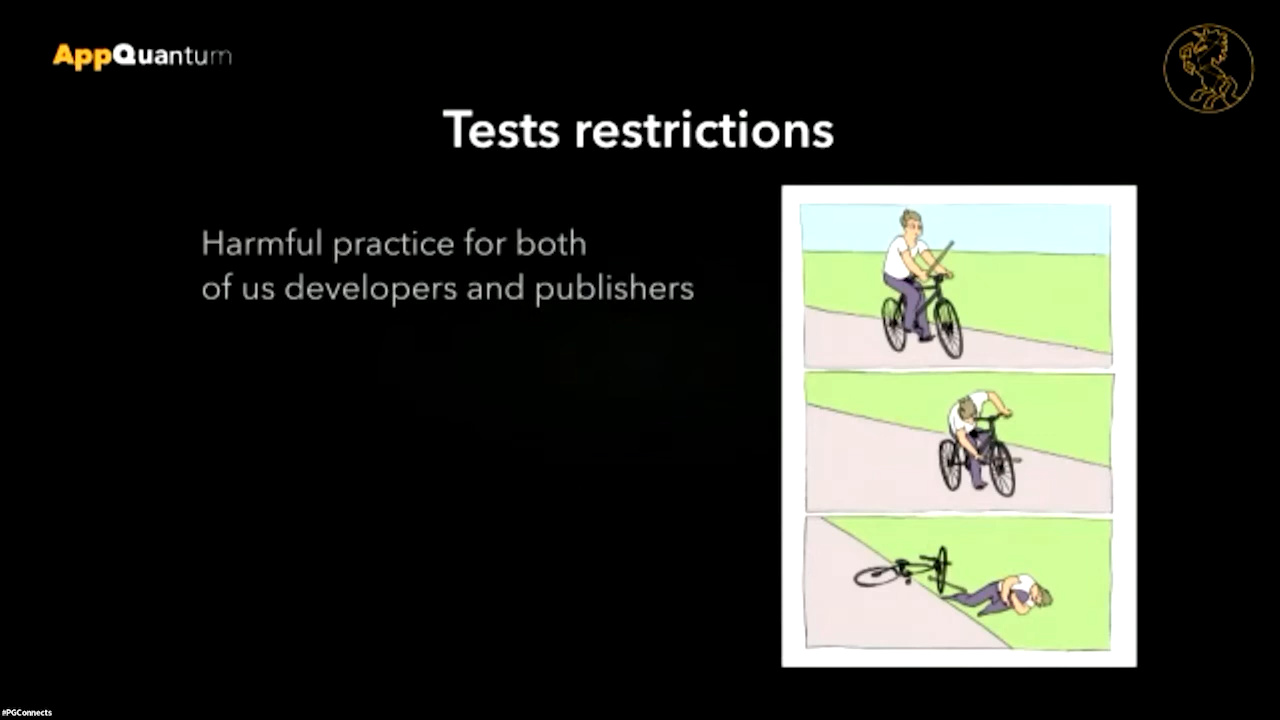 AppQuantum
Tests restrictions
Harmful practice for both
of us developers and publishers
#PGConnects